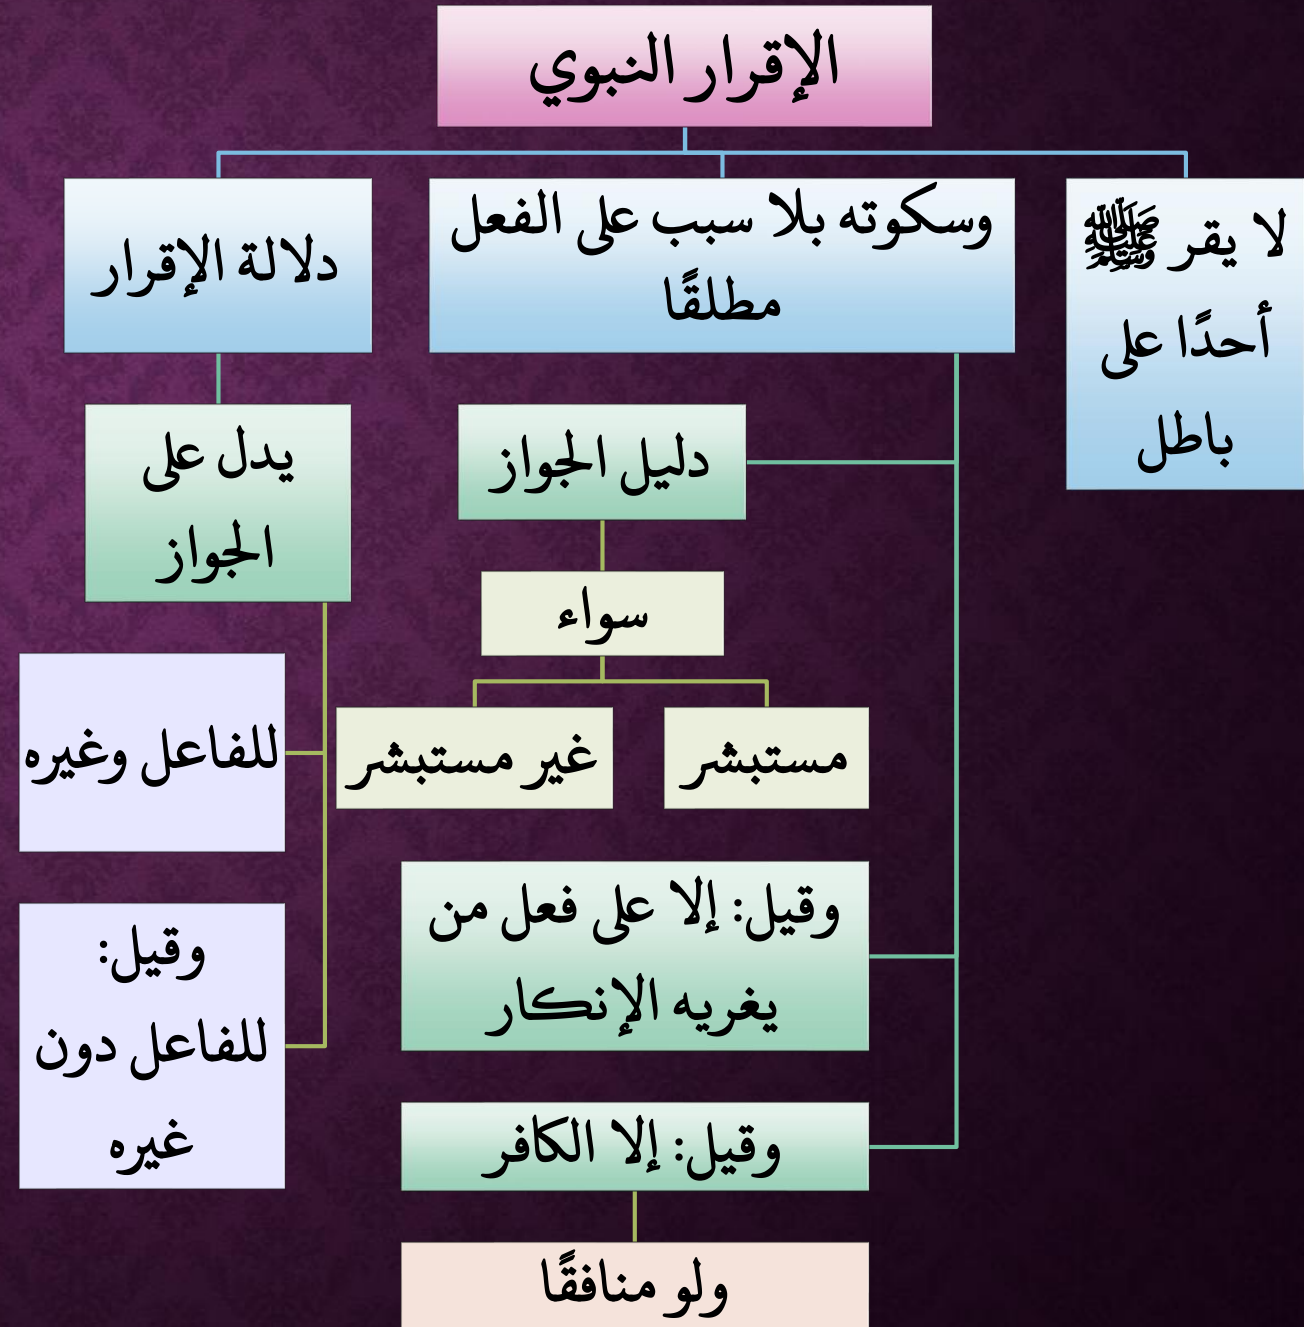 الإقرار النبوي
لا يقر ﷺ
أحدًا على
باطل
وسكوته بلا سبب على الفعل
مطلقًا
دليل الجواز
سواء
مستبشر
غير مستبشر
وقيل: إلا على فعل من
يغريه الإنكار
وقيل: إلا الكافر
ولو منافقًا
دلالة الإقرار
يدل على
الجواز
للفاعل وغيره
وقيل:
للفاعل دون
غيره